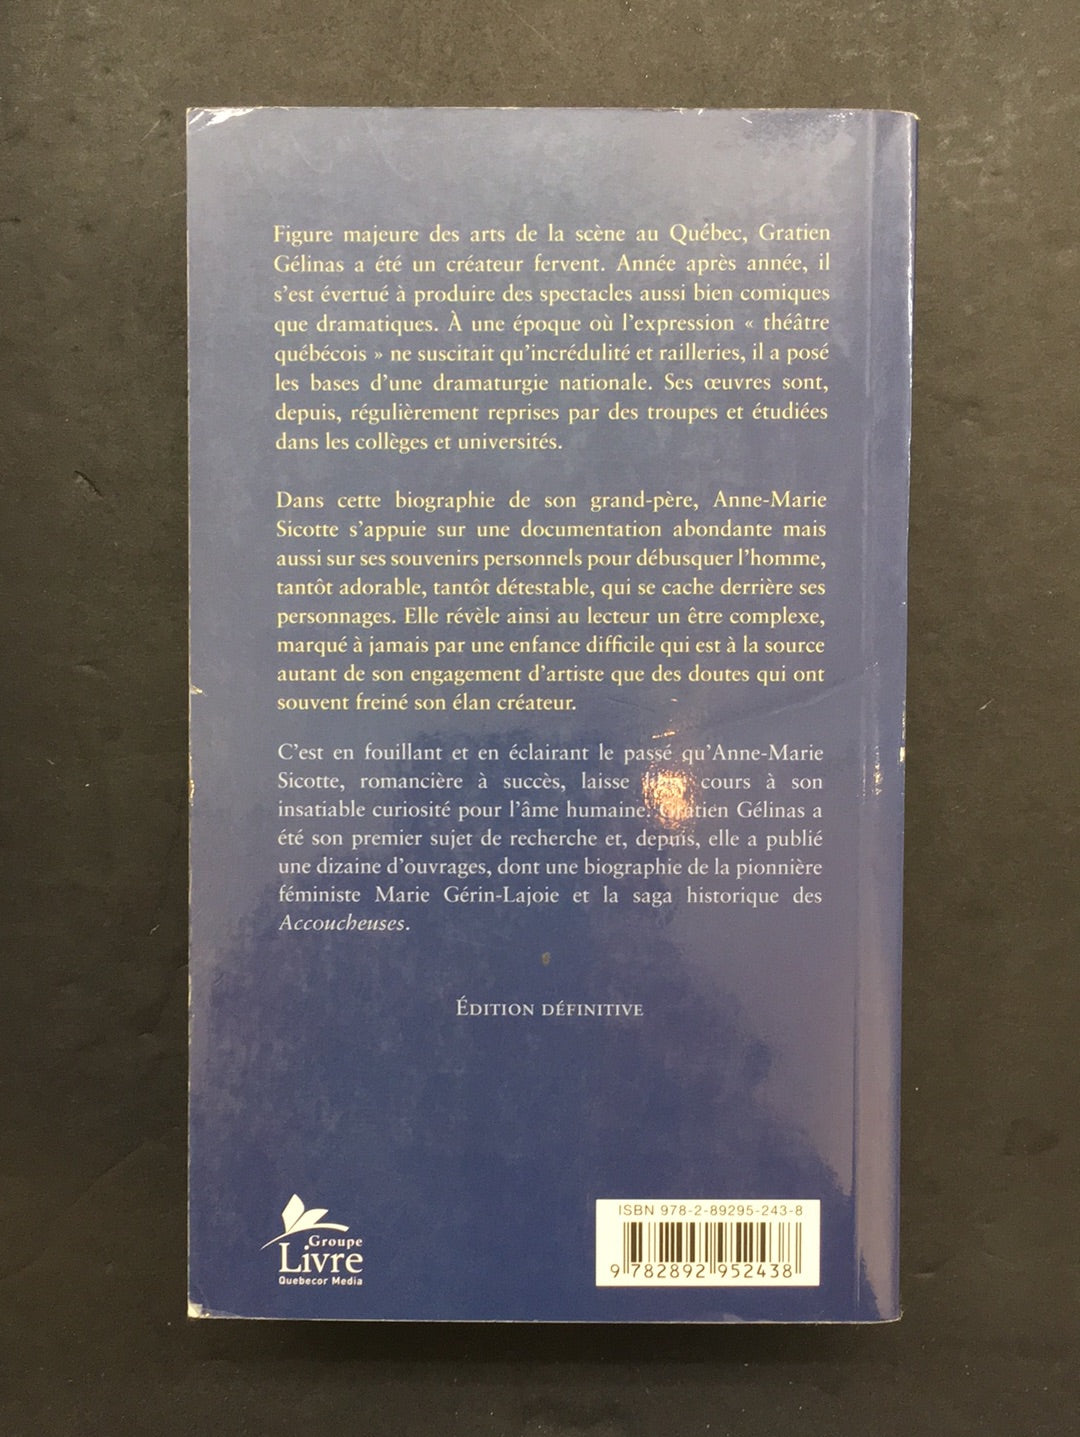 Figure majeure des arts de la scène au Québec, Gratien
Gélinas a été un créateur fervent. Année après année, il
s'est évertué à produire des spectacles aussi bien comiques
que dramatiques. À une époque où l'expression « théâtre
québécois » ne suscitait qu'incrédulité et railleries, il a posé
les bases d'une dramaturgie nationale. Ses œuvres sont,
depuis, régulièrement reprises par des troupes et étudiées
dans les collèges et universités.
Dans cette biographie de son grand-père, Anne-Marie
Sicotte s'appuie sur une documentation abondante mais
aussi sur ses souvenirs personnels pour débusquer l'homme,
tantôt adorable, tantôt détestable, qui se cache derrière ses
personnages. Elle révèle ainsi au lecteur un être complexe,
marqué à jamais par une enfance difficile qui est à la source
autant de son engagement d'artiste que des doutes qui ont
souvent freiné son élan créateur.
C'est en fouillant et en éclairant le passé qu'Anne-Marie
Sicotte, romancière à succès, laisse libre cours à son
insatiable curiosité pour l'âme humaine. Gratien Gélinas a
été son premier sujet de recherche et, depuis, elle a publié
une dizaine d'ouvrages, dont une biographie de la pionnière
féministe Marie Gérin-Lajoie et la saga historique des
Accoucheuses.
ÉDITION DÉFINITIVE
Groupe
Livre
Quebecor Media
ISBN 978-2-89295-243-8
9 782892 952438